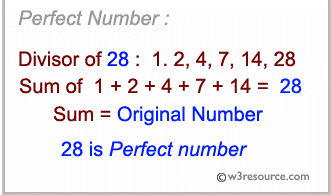 Perfect Number :
Divisor of 28 : 1. 2, 4, 7, 14, 28
Sum of 1 + 2 + 4 + 7 + 14 = 28
Sum = Original Number
28 is Perfect number
© w3resource.com